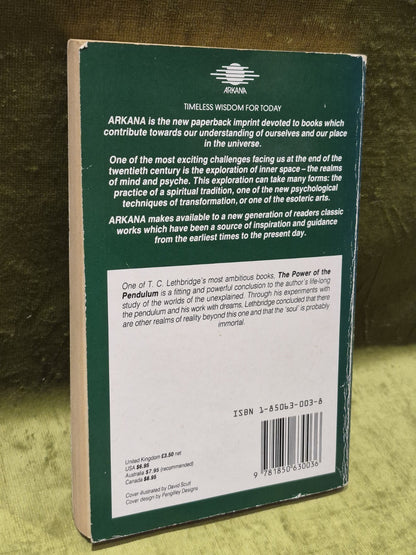 ARKANA
TIMELESS WISDOM FOR TODAY
ARKANA is the new paperback imprint devoted to books which
contribute towards our understanding of ourselves and our place
in the universe.
One of the most exciting challenges facing us at the end of the
twentieth century is the exploration of inner space – the realms
of mind and psyche. This exploration can take many forms: the
practice of a spiritual tradition, one of the new psychological
techniques of transformation, or one of the esoteric arts.
ARKANA makes available to a new generation of readers classic
works which have been a source of inspiration and guidance
from the earliest times to the present day.
One of T. C. Lethbridge's most ambitious books, The Power of the
Pendulum is a fitting and powerful conclusion to the author's life-long
study of the worlds of the unexplained. Through his experiments with
the pendulum and his work with dreams, Lethbridge concluded that there
are other realms of reality beyond this one and that the 'soul' is probably
immortal.
ISBN 1-85063-003-8
United Kingdom £3.50 net
USA $6.95
Australia $7.95 (recommended)
Canada $8.95
9 781850 630036
Cover illustrated by David Scutt
Cover design by Pengilley Designs